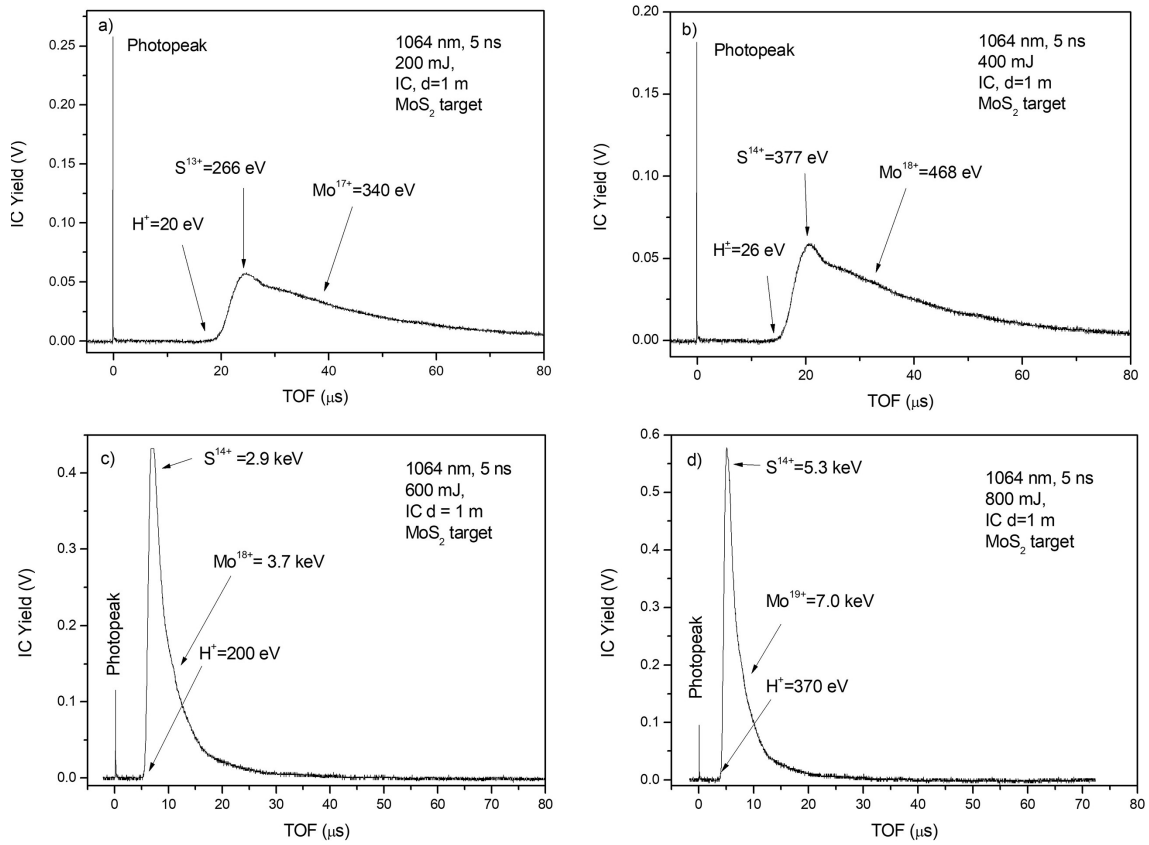 a)
Photopeak
1064 nm, 5 ns
200 mJ,
IC, d=1 m
MoS2 target
S13+=266 eV
Mo17+=340 eV
H+=20 eV
IC Yield (V)
0.25
0.20
0.15
0.10
0.05
0.00
0 20 40 60 80
TOF (μs)
b)
Photopeak
1064 nm, 5 ns
400 mJ
IC, d=1 m
MoS2 target
S14+=377 eV
Mo18+=468 eV
H+=26 eV
IC Yield (V)
0.20
0.15
0.10
0.05
0.00
0 20 40 60 80
TOF (μs)
c)
S14+ =2.9 keV
1064 nm, 5 ns
600 mJ,
IC d = 1 m
MoS2 target
Mo18+= 3.7 keV
H+=200 eV
Photopeak
IC Yield (V)
0.4
0.3
0.2
0.1
0.0
0 10 20 30 40 50 60 70 80
TOF (μs)
d)
S14+=5.3 keV
1064 nm, 5 ns
800 mJ,
IC d=1 m
MoS2 target
Mo19+=7.0 keV
H+=370 eV
Photopeak
IC Yield (V)
0.6
0.5
0.4
0.3
0.2
0.1
0.0
0 10 20 30 40 50 60 70 80
TOF (μs)